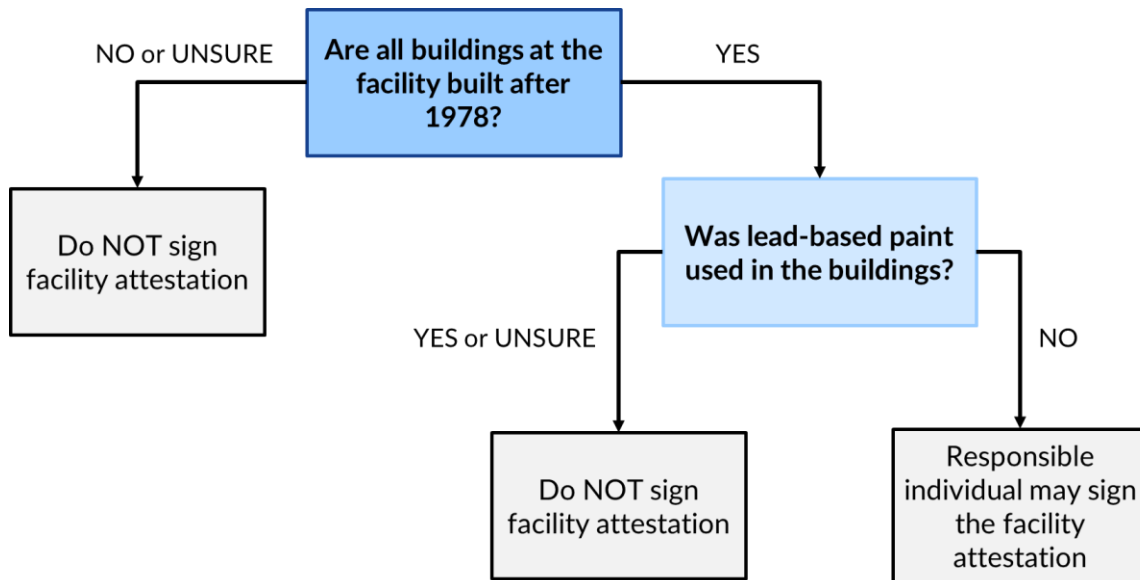 NO or UNSURE
Are all buildings at the
facility built after
1978?
YES
Do NOT sign
facility attestation
Was lead-based paint
used in the buildings?
YES or UNSURE
NO
Do NOT sign
facility attestation
Responsible
individual may sign
the facility
attestation